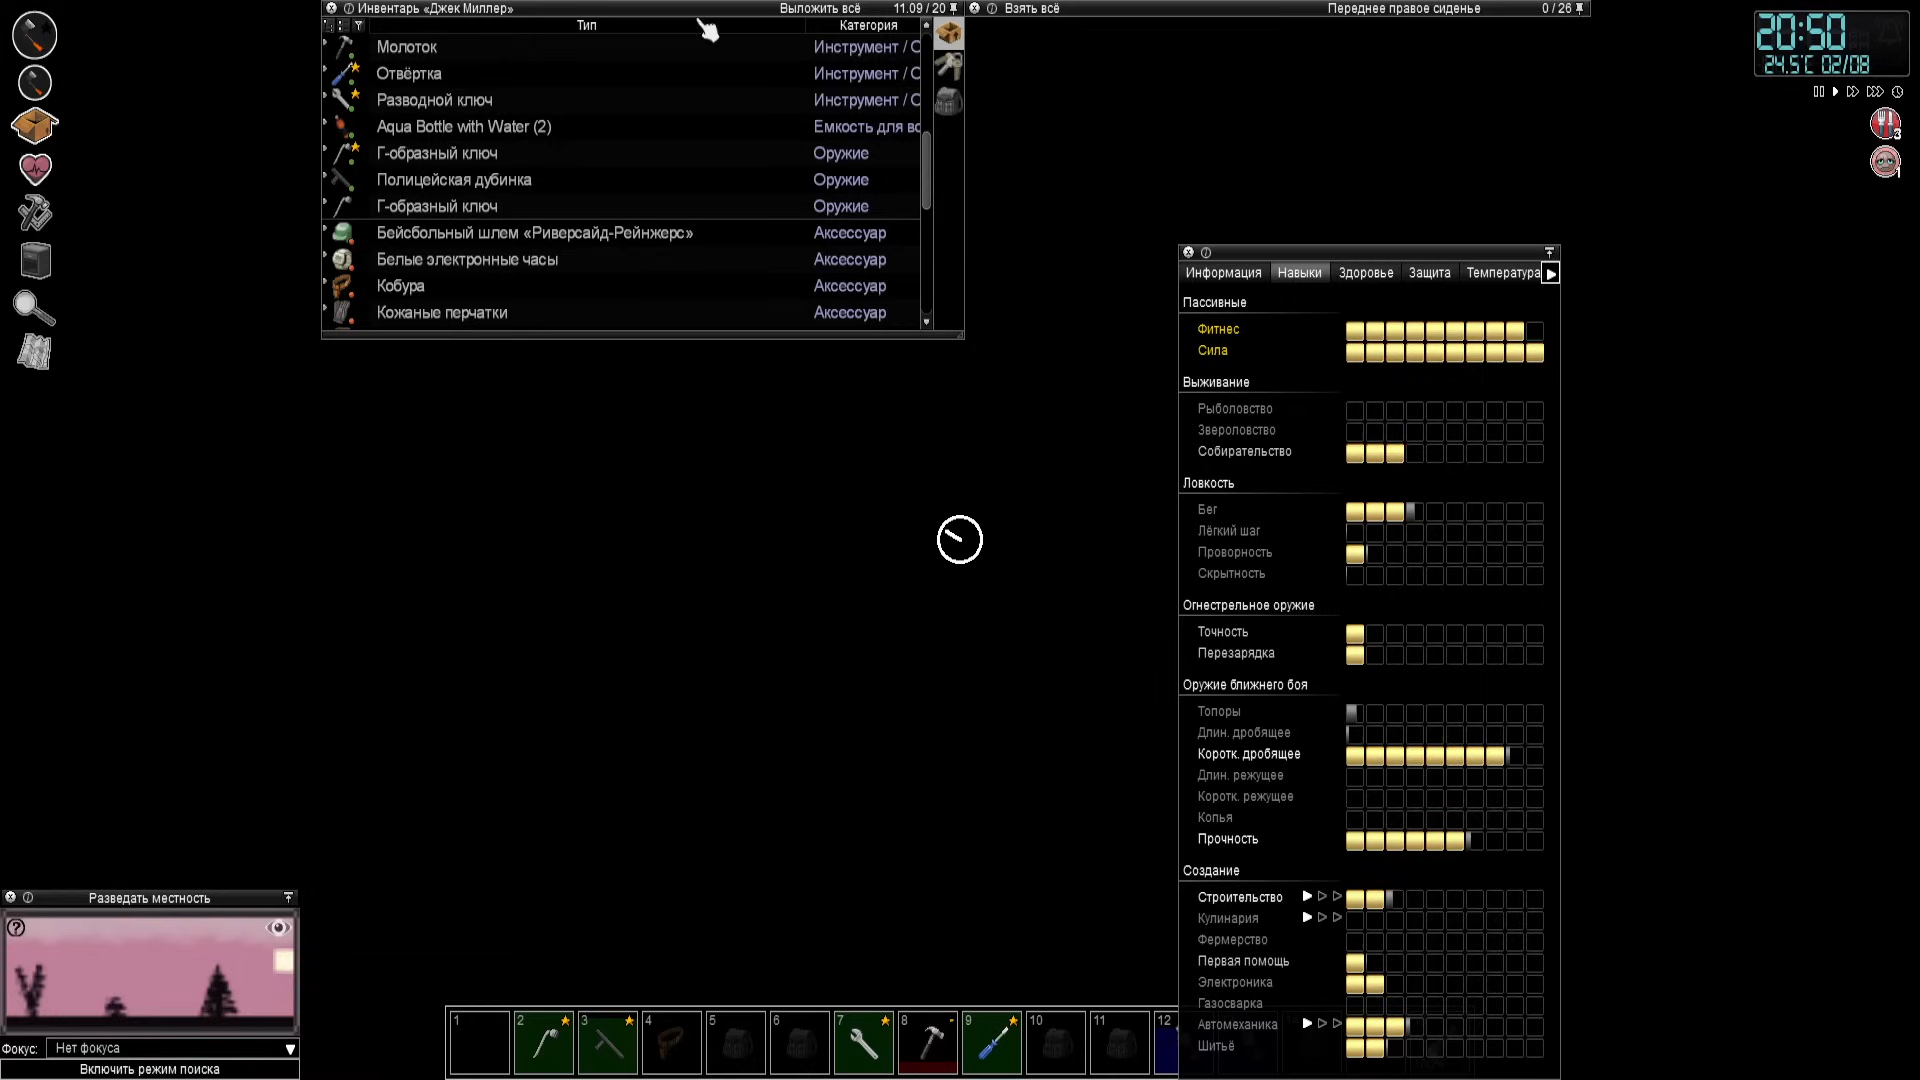 Инвентарь «Джек Миллер» Выложить всё 11.09 / 20
Взять всё Переднее правое сиденье 0 / 26
Тип Категория
Молоток Инструмент / О
Отвёртка Инструмент / О
Разводной ключ Инструмент / О
Aqua Bottle with Water (2) Емкость для во
Г-образный ключ Оружие
Полицейская дубинка Оружие
Г-образный ключ Оружие
Бейсбольный шлем «Риверсайд-Рейнжерс» Аксессуар
Белые электронные часы Аксессуар
Кобура Аксессуар
Кожаные перчатки Аксессуар
20:50
24.5°C 02/08
3
1
Информация Навыки Здоровье Защита Температура
Пассивные
Фитнес
Сила
Выживание
Рыболовство
Звероловство
Собирательство
Ловкость
Бег
Лёгкий шаг
Проворность
Скрытность
Огнестрельное оружие
Точность
Перезарядка
Оружие ближнего боя
Топоры
Длин. дробящее
Коротк. дробящее
Длин. режущее
Коротк. режущее
Копья
Прочность
Создание
Строительство
Кулинария
Фермерство
Первая помощь
Электроника
Газосварка
Автомеханика
Шитьё
Разведать местность
?
Фокус: Нет фокуса
Включить режим поиска
1 2 3 4 5 6 7 8 9 10 11 12